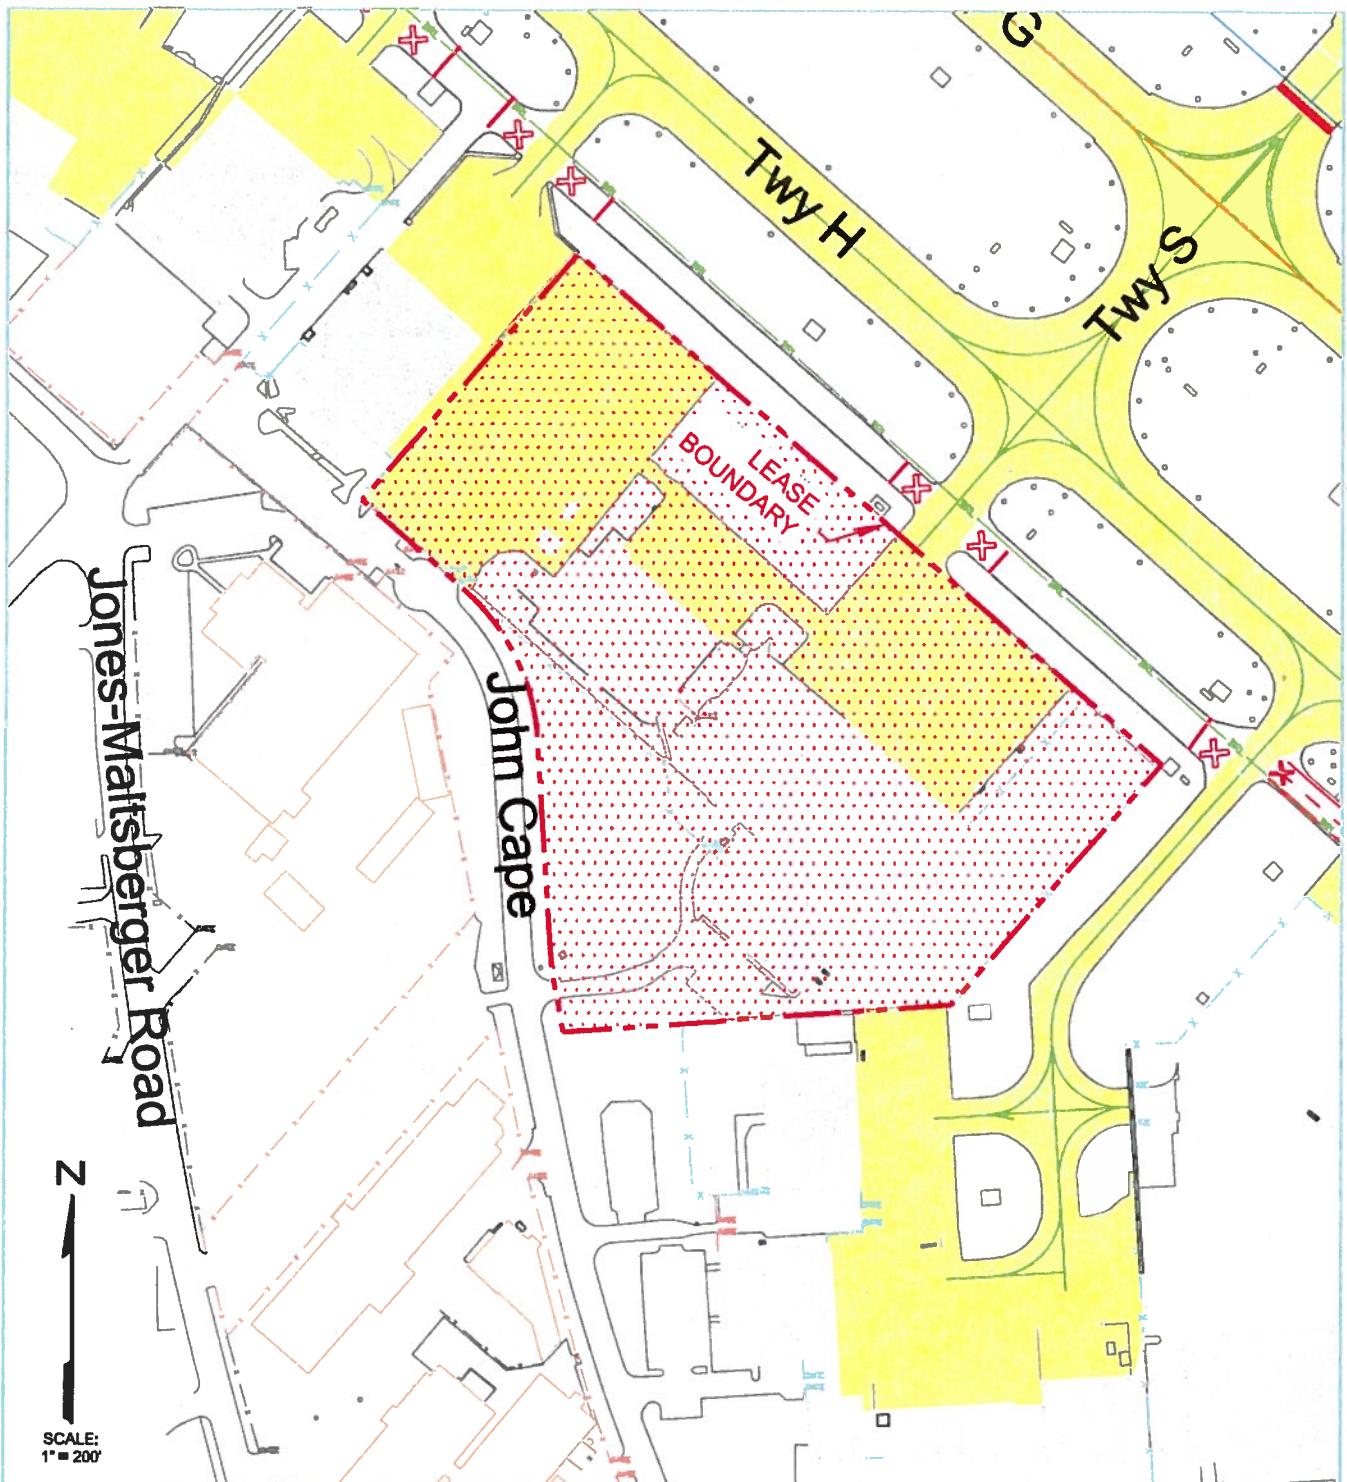 G
Twy H
Twy S
LEASE
BOUNDARY
Jones-Maltsberger Road
John Cape
N
SCALE:
1" = 200'